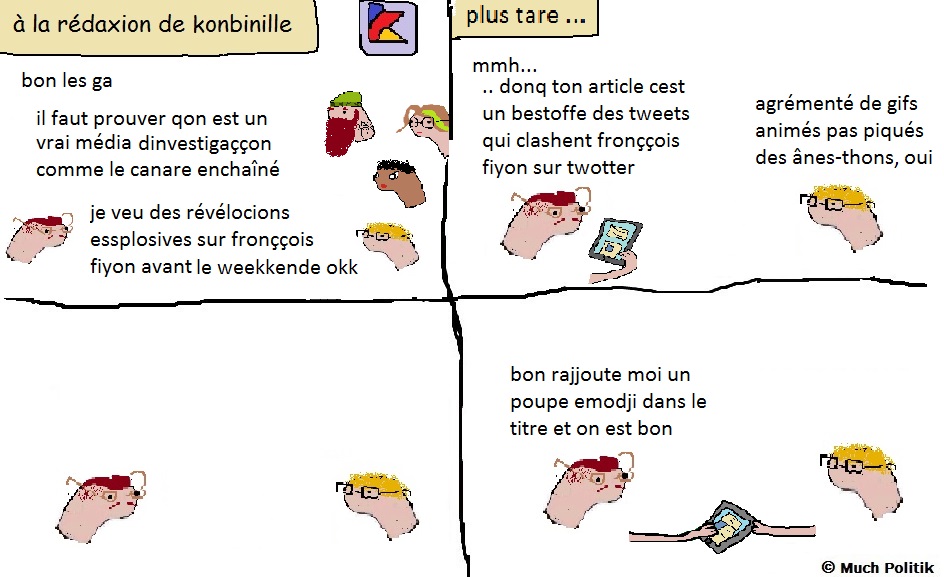 à la rédaxion de konbinille
bon les ga
il faut prouver qon est un
vrai média dinvestigaççon
comme le canare enchaîné
je veu des révélocions
essplosives sur fronççois
fiyon avant le weekkende okk
plus tare ...
mmh...
.. donq ton article cest
un bestoffe des tweets
qui clashent fronççois
fiyon sur twotter
agrémenté de gifs
animés pas piqués
des ânes-thons, oui
bon rajjoute moi un
poupe emodji dans le
titre et on est bon
© Much Politik